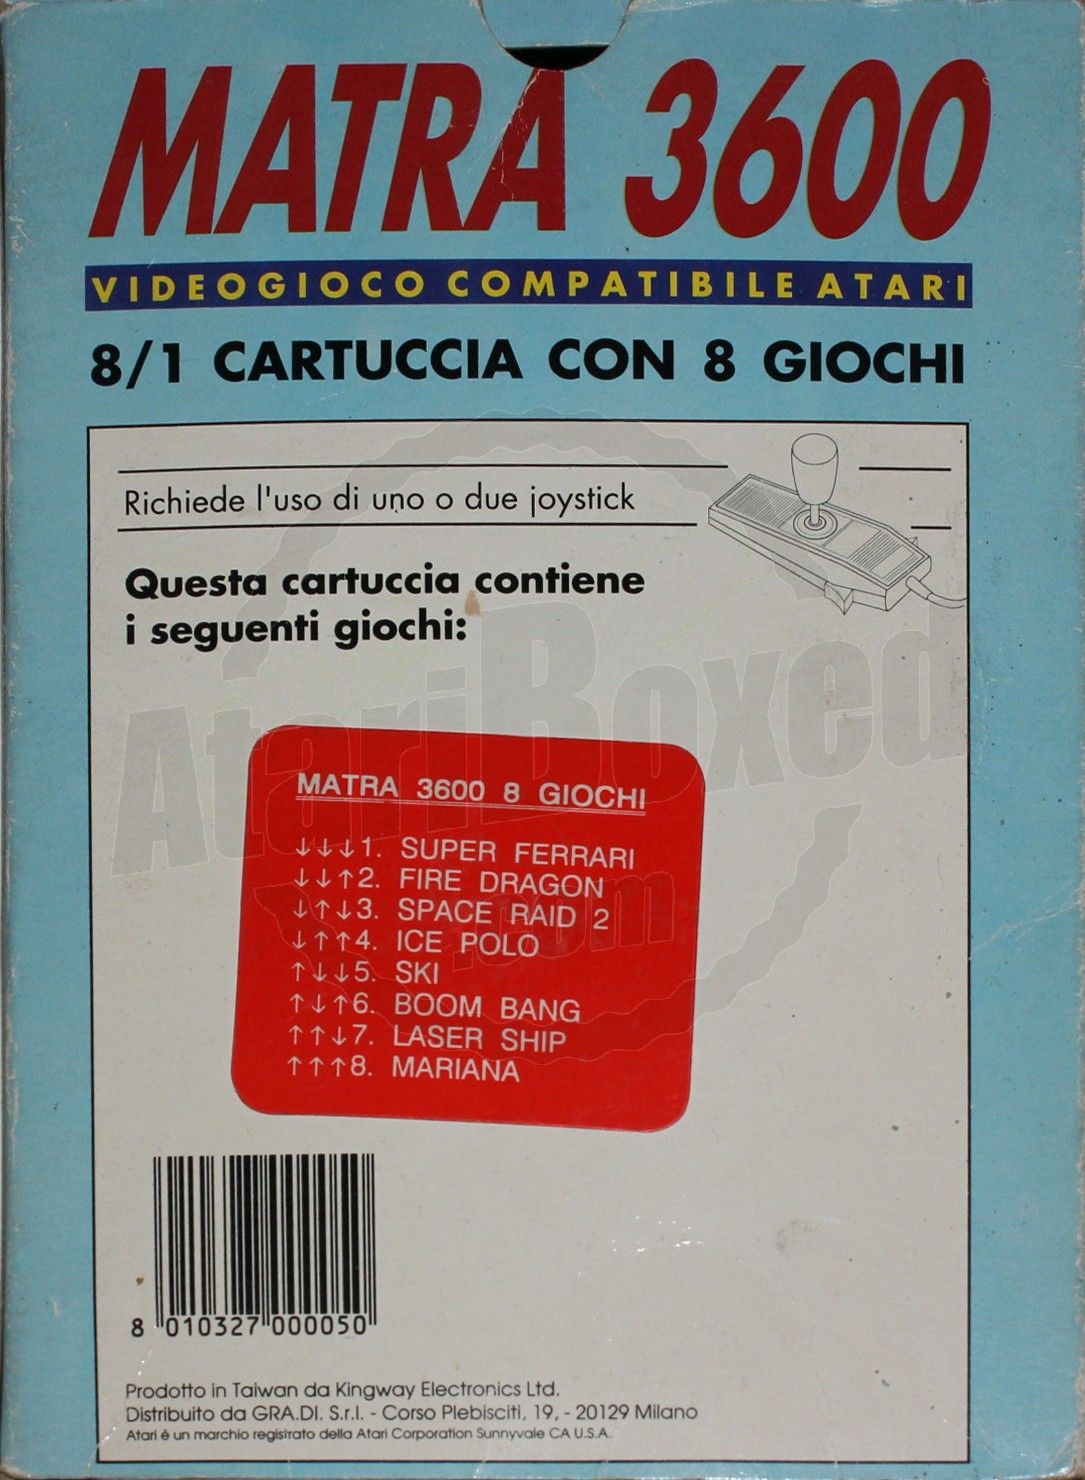 MATRA 3600
VIDEOGIOCO COMPATIBILE ATARI
8/1 CARTUCCIA CON 8 GIOCHI
Richiede l'uso di uno o due joystick
Questa cartuccia contiene
i seguenti giochi:
AtariBoxed
.com
MATRA 3600 8 GIOCHI
↓↓↓1. SUPER FERRARI
↓↓↑2. FIRE DRAGON
↓↑↓3. SPACE RAID 2
↓↑↑4. ICE POLO
↑↓↓5. SKI
↑↓↑6. BOOM BANG
↑↑↓7. LASER SHIP
↑↑↑8. MARIANA
8 010327 000050
Prodotto in Taiwan da Kingway Electronics Ltd.
Distribuito da GRA.DI. S.r.l. - Corso Plebisciti, 19, - 20129 Milano
Atari è un marchio registrato della Atari Corporation Sunnyvale CA U.S.A.